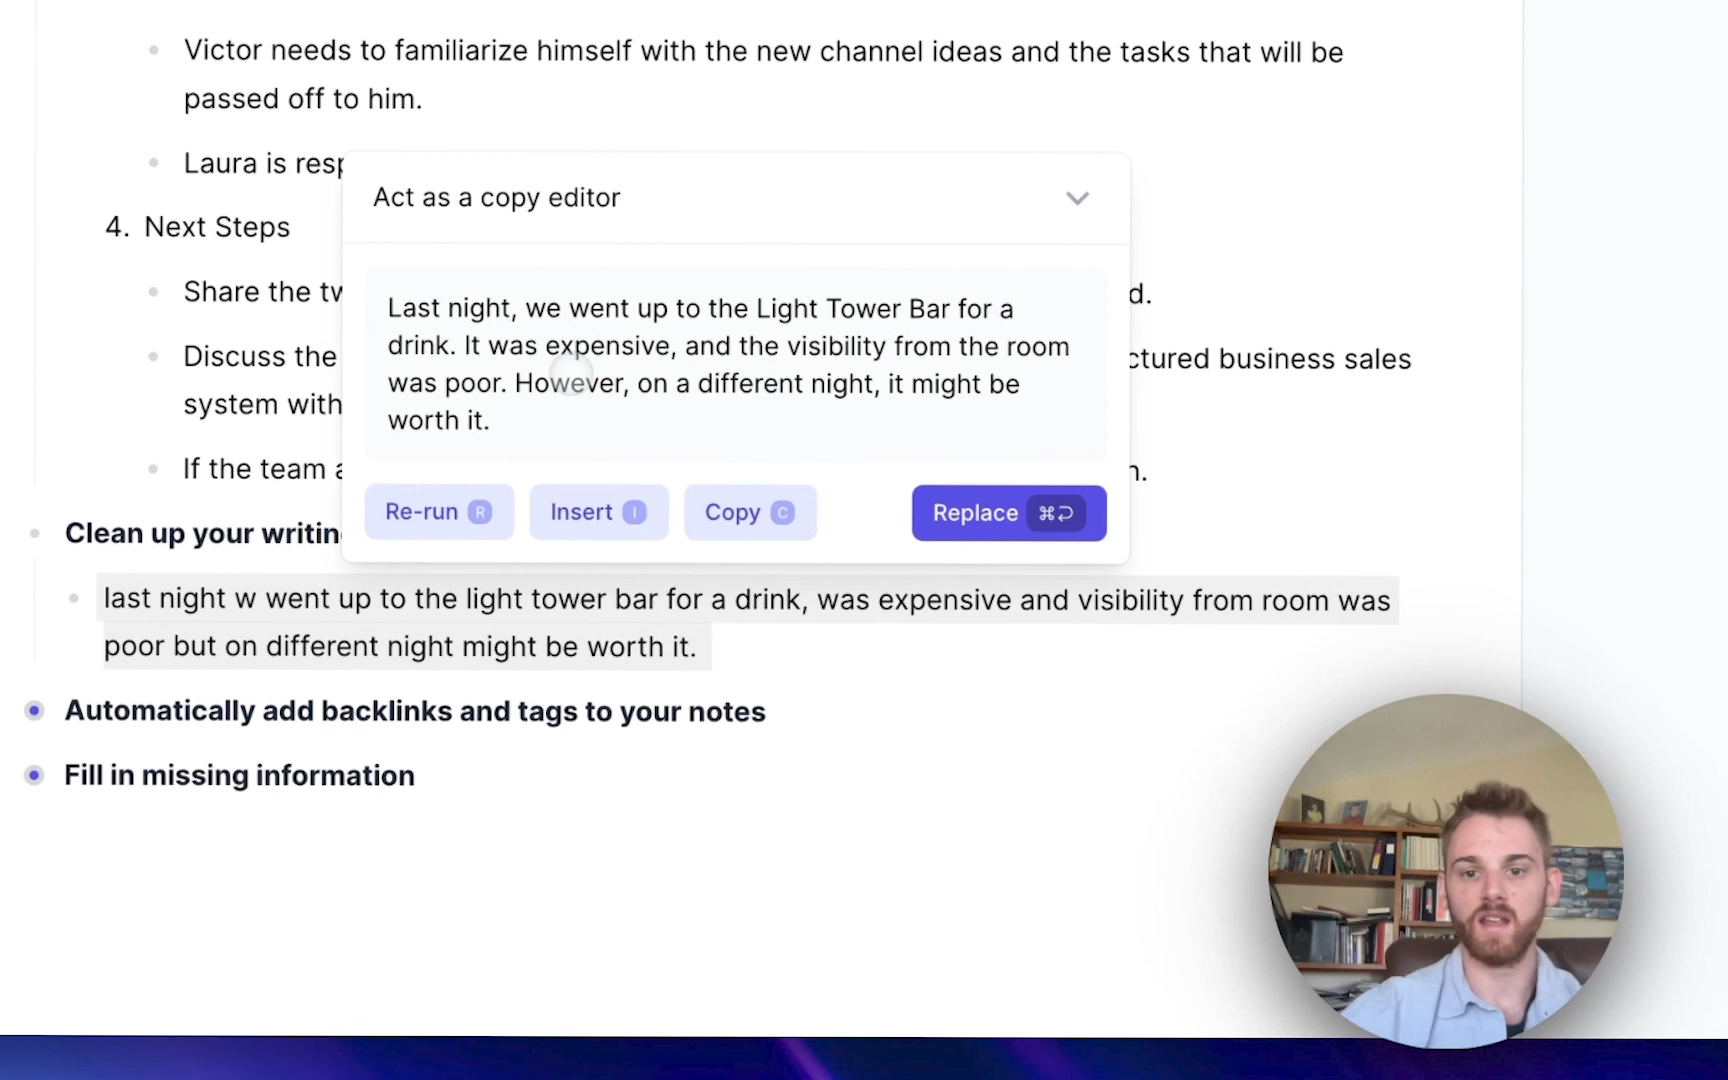 Victor needs to familiarize himself with the new channel ideas and the tasks that will be
passed off to him.
Laura is resp
Act as a copy editor
4. Next Steps
Share the tw
d.
Last night, we went up to the Light Tower Bar for a
drink. It was expensive, and the visibility from the room
was poor. However, on a different night, it might be
worth it.
Discuss the
ctured business sales
system with
If the team a
n.
Re-run R
Insert I
Copy C
Replace ⌘⮐
Clean up your writin
last night w went up to the light tower bar for a drink, was expensive and visibility from room was
poor but on different night might be worth it.
Automatically add backlinks and tags to your notes
Fill in missing information